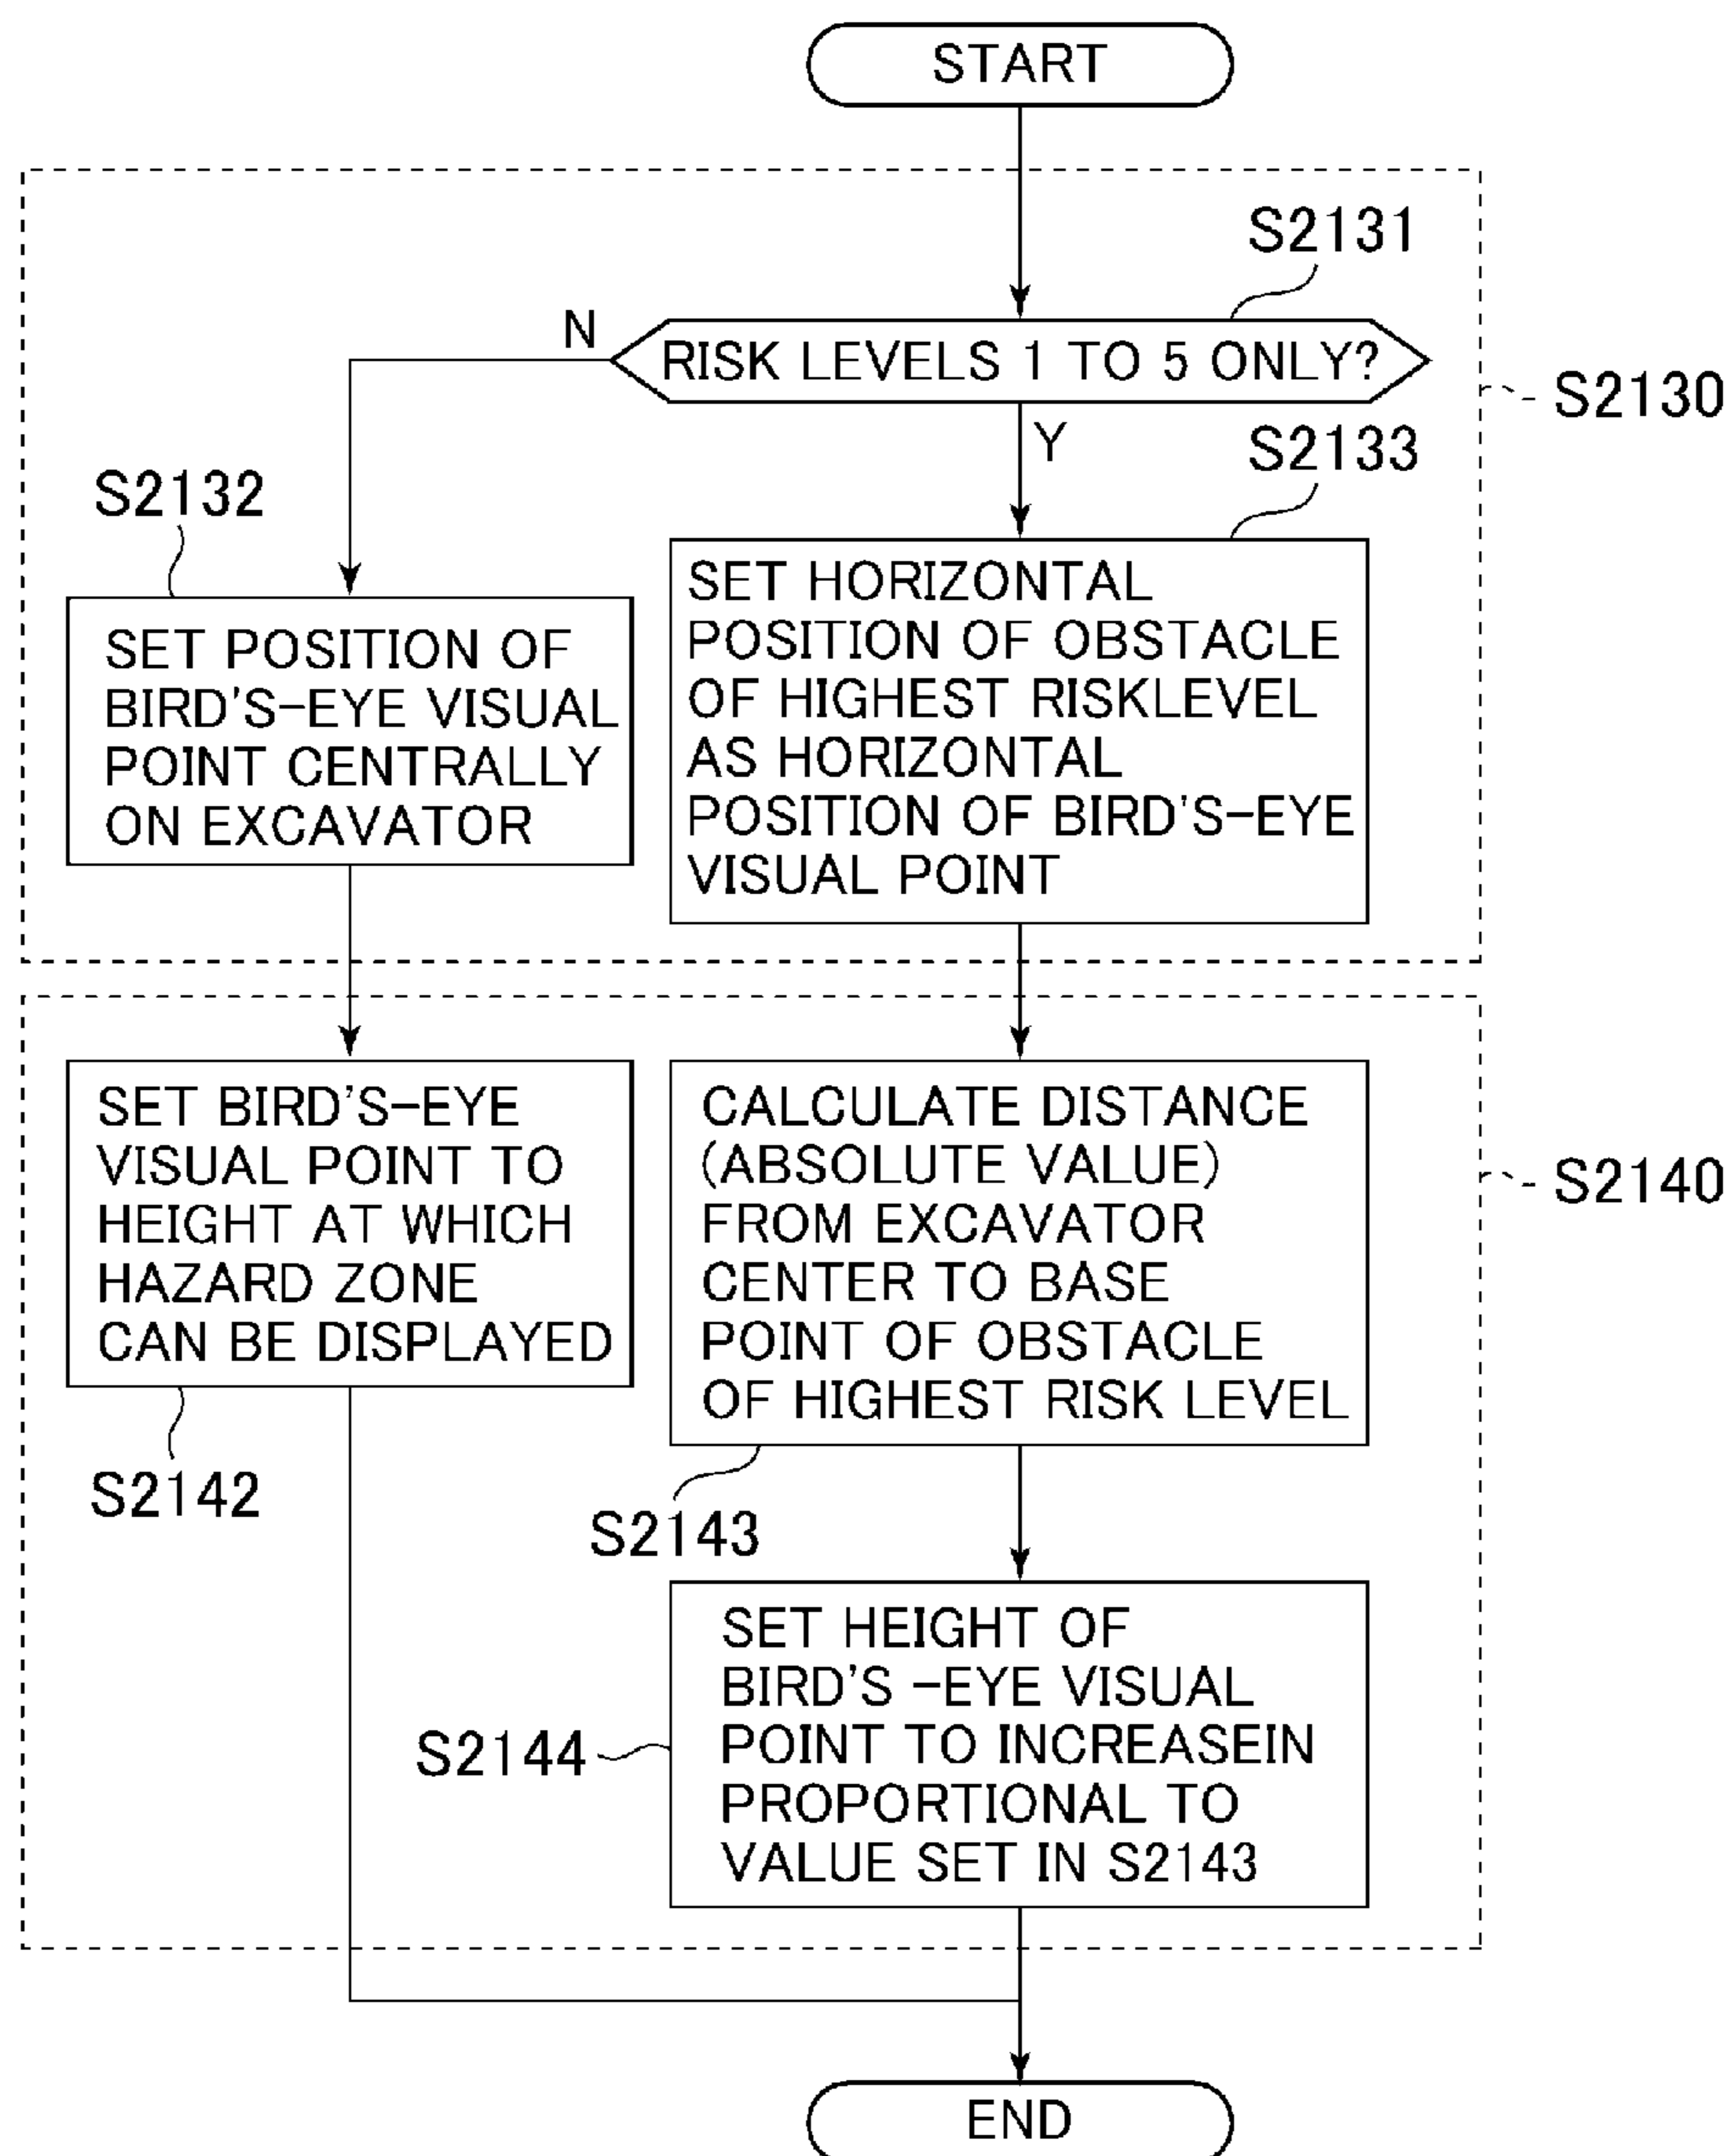 START
S2131
N
RISK LEVELS 1 TO 5 ONLY?
S2130
Y
S2133
S2132
SET HORIZONTAL
POSITION OF OBSTACLE
OF HIGHEST RISKLEVEL
AS HORIZONTAL
POSITION OF BIRD'S-EYE
VISUAL POINT
SET POSITION OF
BIRD'S-EYE VISUAL
POINT CENTRALLY
ON EXCAVATOR
SET BIRD'S-EYE
VISUAL POINT TO
HEIGHT AT WHICH
HAZARD ZONE
CAN BE DISPLAYED
CALCULATE DISTANCE
(ABSOLUTE VALUE)
FROM EXCAVATOR
CENTER TO BASE
POINT OF OBSTACLE
OF HIGHEST RISK LEVEL
S2140
S2142
S2143
SET HEIGHT OF
BIRD'S -EYE VISUAL
POINT TO INCREASEIN
PROPORTIONAL TO
VALUE SET IN S2143
S2144
END